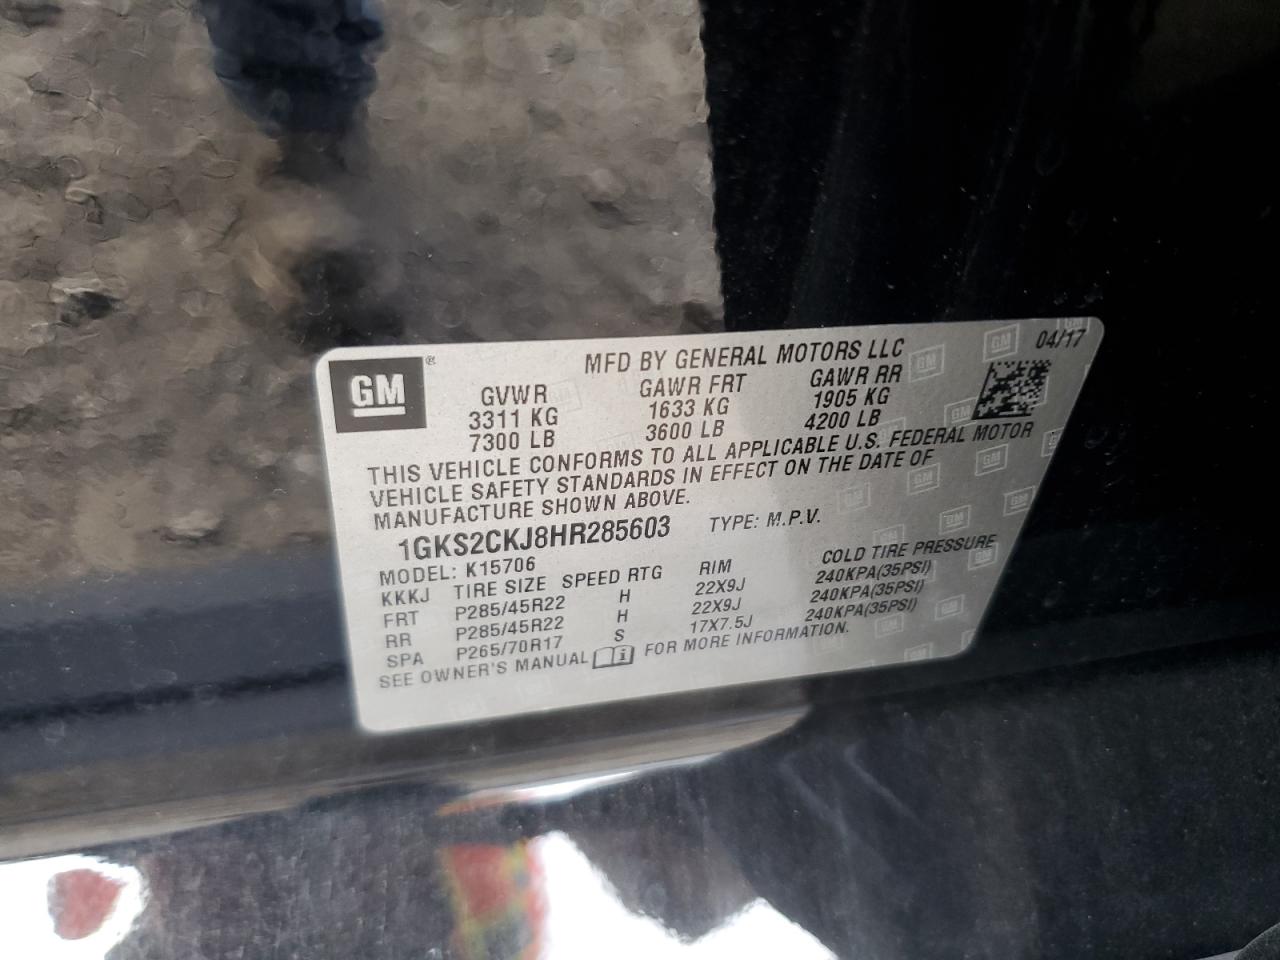 GM ®
MFD BY GENERAL MOTORS LLC 04/17
GVWR GAWR FRT GAWR RR
3311 KG 1633 KG 1905 KG
7300 LB 3600 LB 4200 LB
THIS VEHICLE CONFORMS TO ALL APPLICABLE U.S. FEDERAL MOTOR
VEHICLE SAFETY STANDARDS IN EFFECT ON THE DATE OF
MANUFACTURE SHOWN ABOVE.
1GKS2CKJ8HR285603 TYPE: M.P.V.
MODEL: K15706
KKKJ TIRE SIZE SPEED RTG RIM COLD TIRE PRESSURE
FRT P285/45R22 H 22X9J 240KPA(35PSI)
RR P285/45R22 H 22X9J 240KPA(35PSI)
SPA P265/70R17 S 17X7.5J 240KPA(35PSI)
SEE OWNER'S MANUAL i FOR MORE INFORMATION.